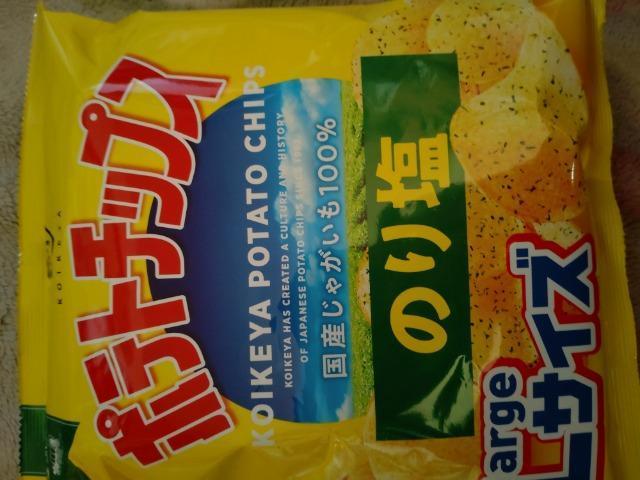 KOIKEYA
ポテトチップス
KOIKEYA POTATO CHIPS
KOIKEYA HAS CREATED A CULTURE AND HISTORY
OF JAPANESE POTATO CHIPS SINCE
国産じゃがいも100%
のり塩
Large
Lサイズ